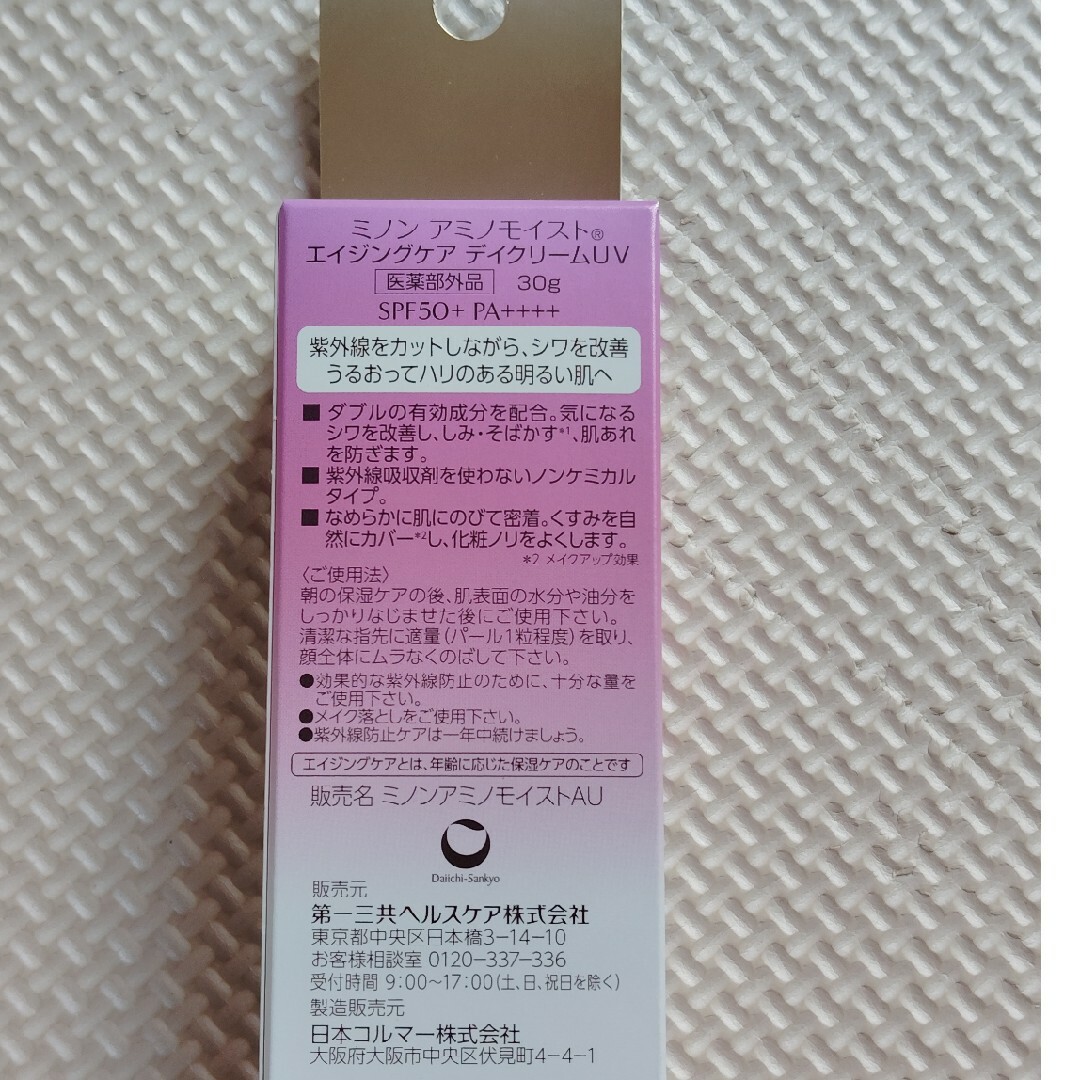 ミノン アミノモイスト®
エイジングケア デイクリームUV
医薬部外品 30g
SPF50+ PA++++
紫外線をカットしながら、シワを改善
うるおってハリのある明るい肌へ
■ ダブルの有効成分を配合。気になる
シワを改善し、しみ・そばかす*1、肌あれ
を防ぎます。
■ 紫外線吸収剤を使わないノンケミカル
タイプ。
■ なめらかに肌にのびて密着。くすみを自
然にカバー*2し、化粧ノリをよくします。
*2 メイクアップ効果
〈ご使用法〉
朝の保湿ケアの後、肌表面の水分や油分を
しっかりなじませた後にご使用下さい。
清潔な指先に適量(パール1粒程度)を取り、
顔全体にムラなくのばして下さい。
●効果的な紫外線防止のために、十分な量を
ご使用下さい。
●メイク落としをご使用下さい。
●紫外線防止ケアは一年中続けましょう。
エイジングケアとは、年齢に応じた保湿ケアのことです
販売名 ミノンアミノモイストAU
Daiichi-Sankyo
販売元
第一三共ヘルスケア株式会社
東京都中央区日本橋3-14-10
お客様相談室 0120-337-336
受付時間 9:00~17:00(土、日、祝日を除く)
製造販売元
日本コルマー株式会社
大阪府大阪市中央区伏見町4-4-1